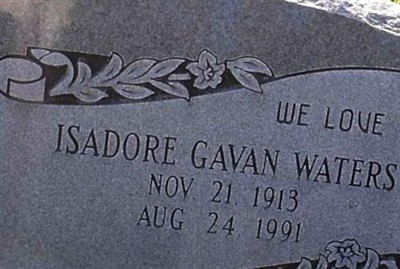 WE LOVE
ISADORE GAVAN WATERS
NOV. 21. 1913
AUG 24. 1991